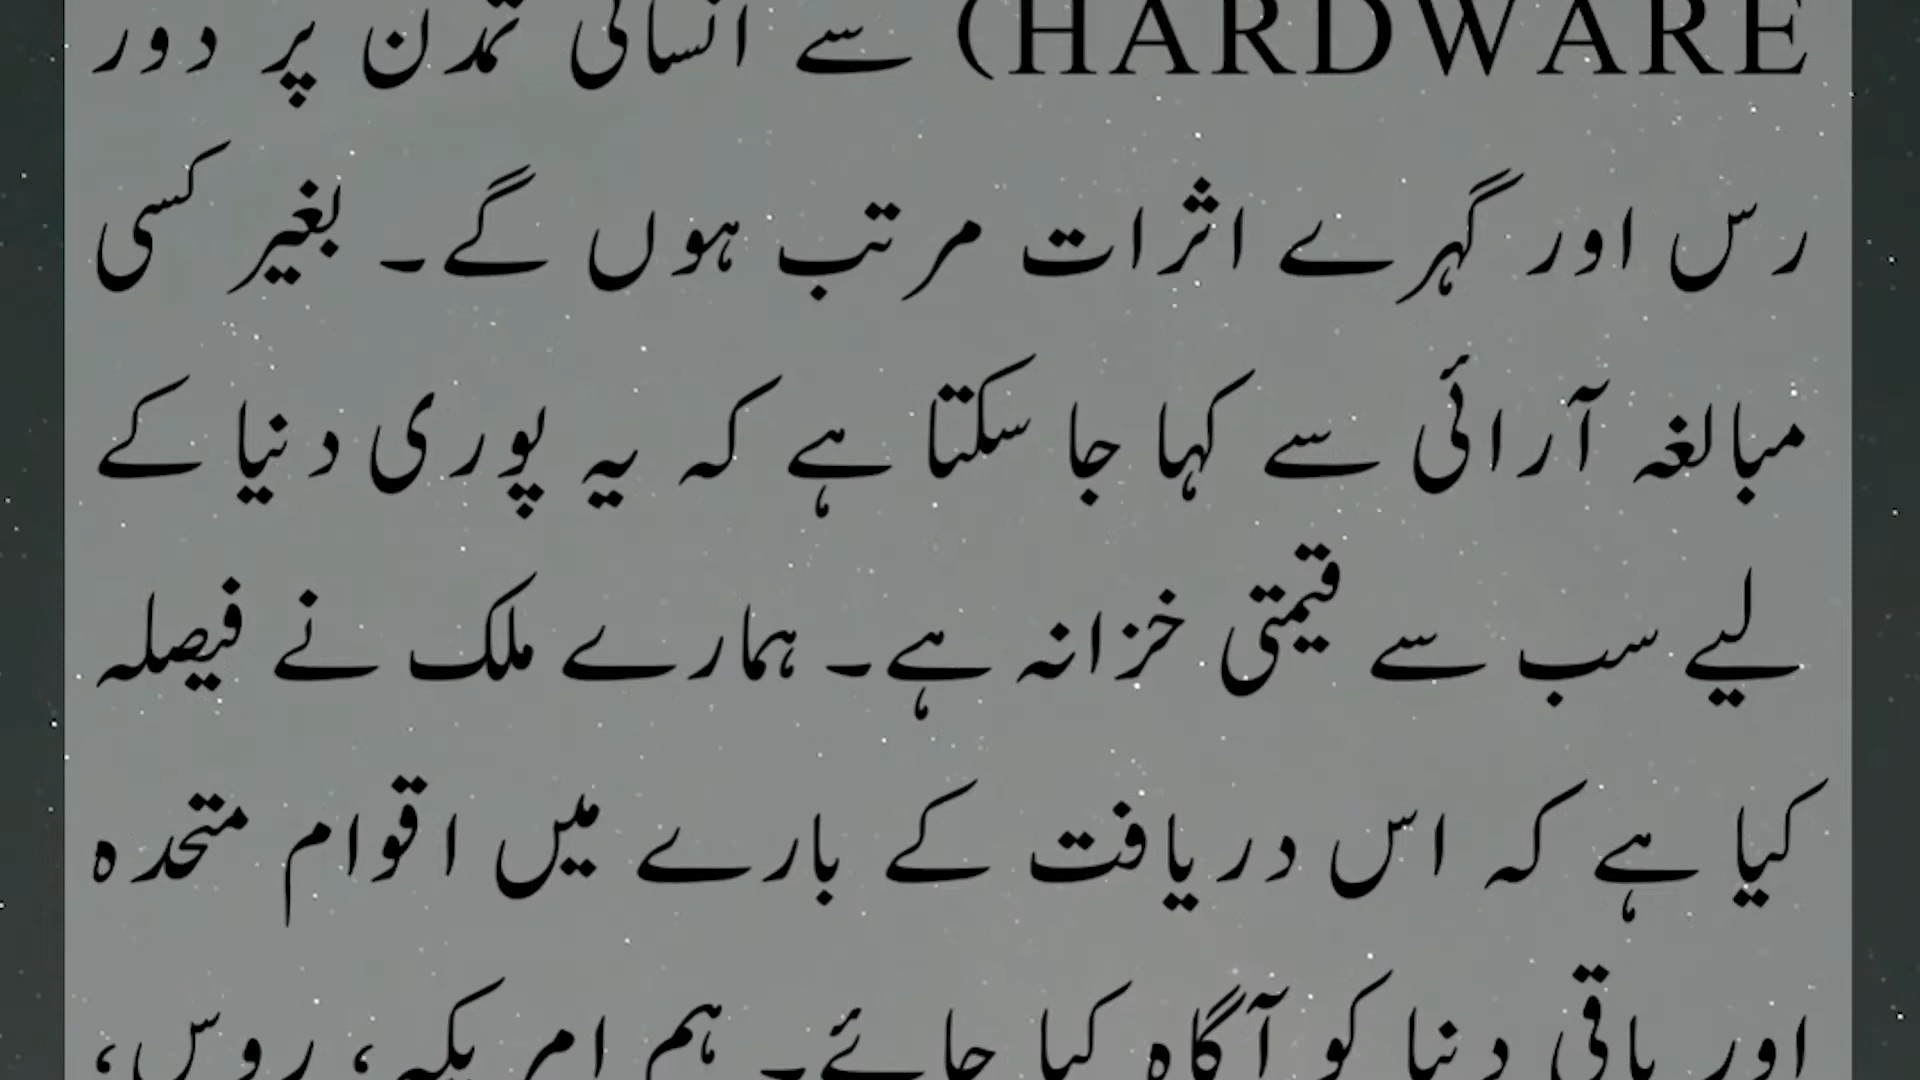 HARDWARE) سے انسانی تمدن پر دور
رس اور گہرے اثرات مرتب ہوں گے۔ بغیر کسی
مبالغہ آرائی سے کہا جا سکتا ہے کہ یہ پوری دنیا کے
لیے سب سے قیمتی خزانہ ہے۔ ہمارے ملک نے فیصلہ
کیا ہے کہ اس دریافت کے بارے میں اقوام متحدہ
اور باقی دنیا کو آگاہ کیا جائے۔ ہم امریکہ، روس،